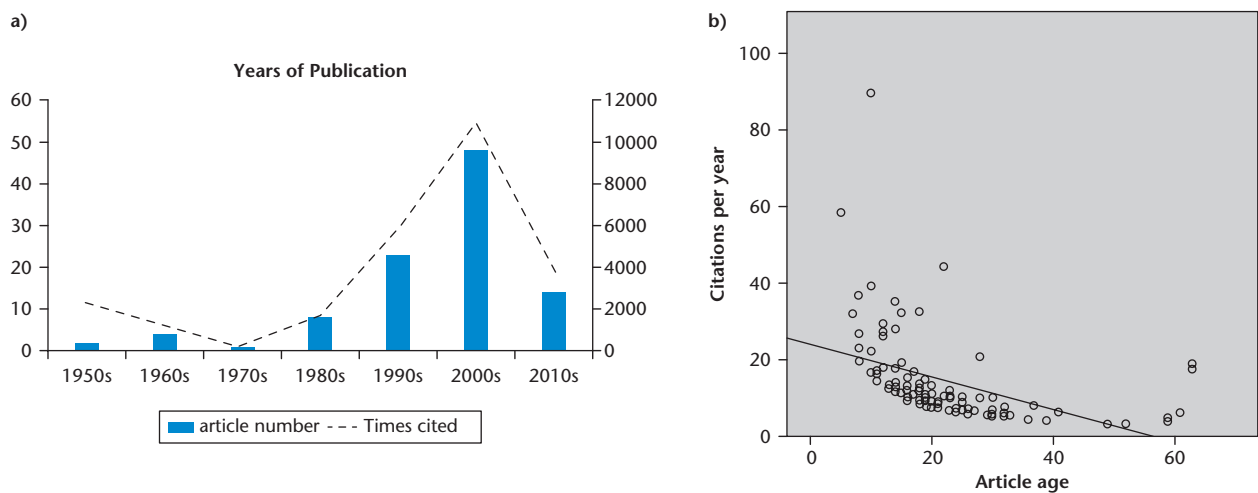 a)
Years of Publication
60
50
40
30
20
10
0
12000
10000
8000
6000
4000
2000
0
1950s 1960s 1970s 1980s 1990s 2000s 2010s
article number Times cited
b)
Citations per year
100
80
60
40
20
0
0 20 40 60
Article age